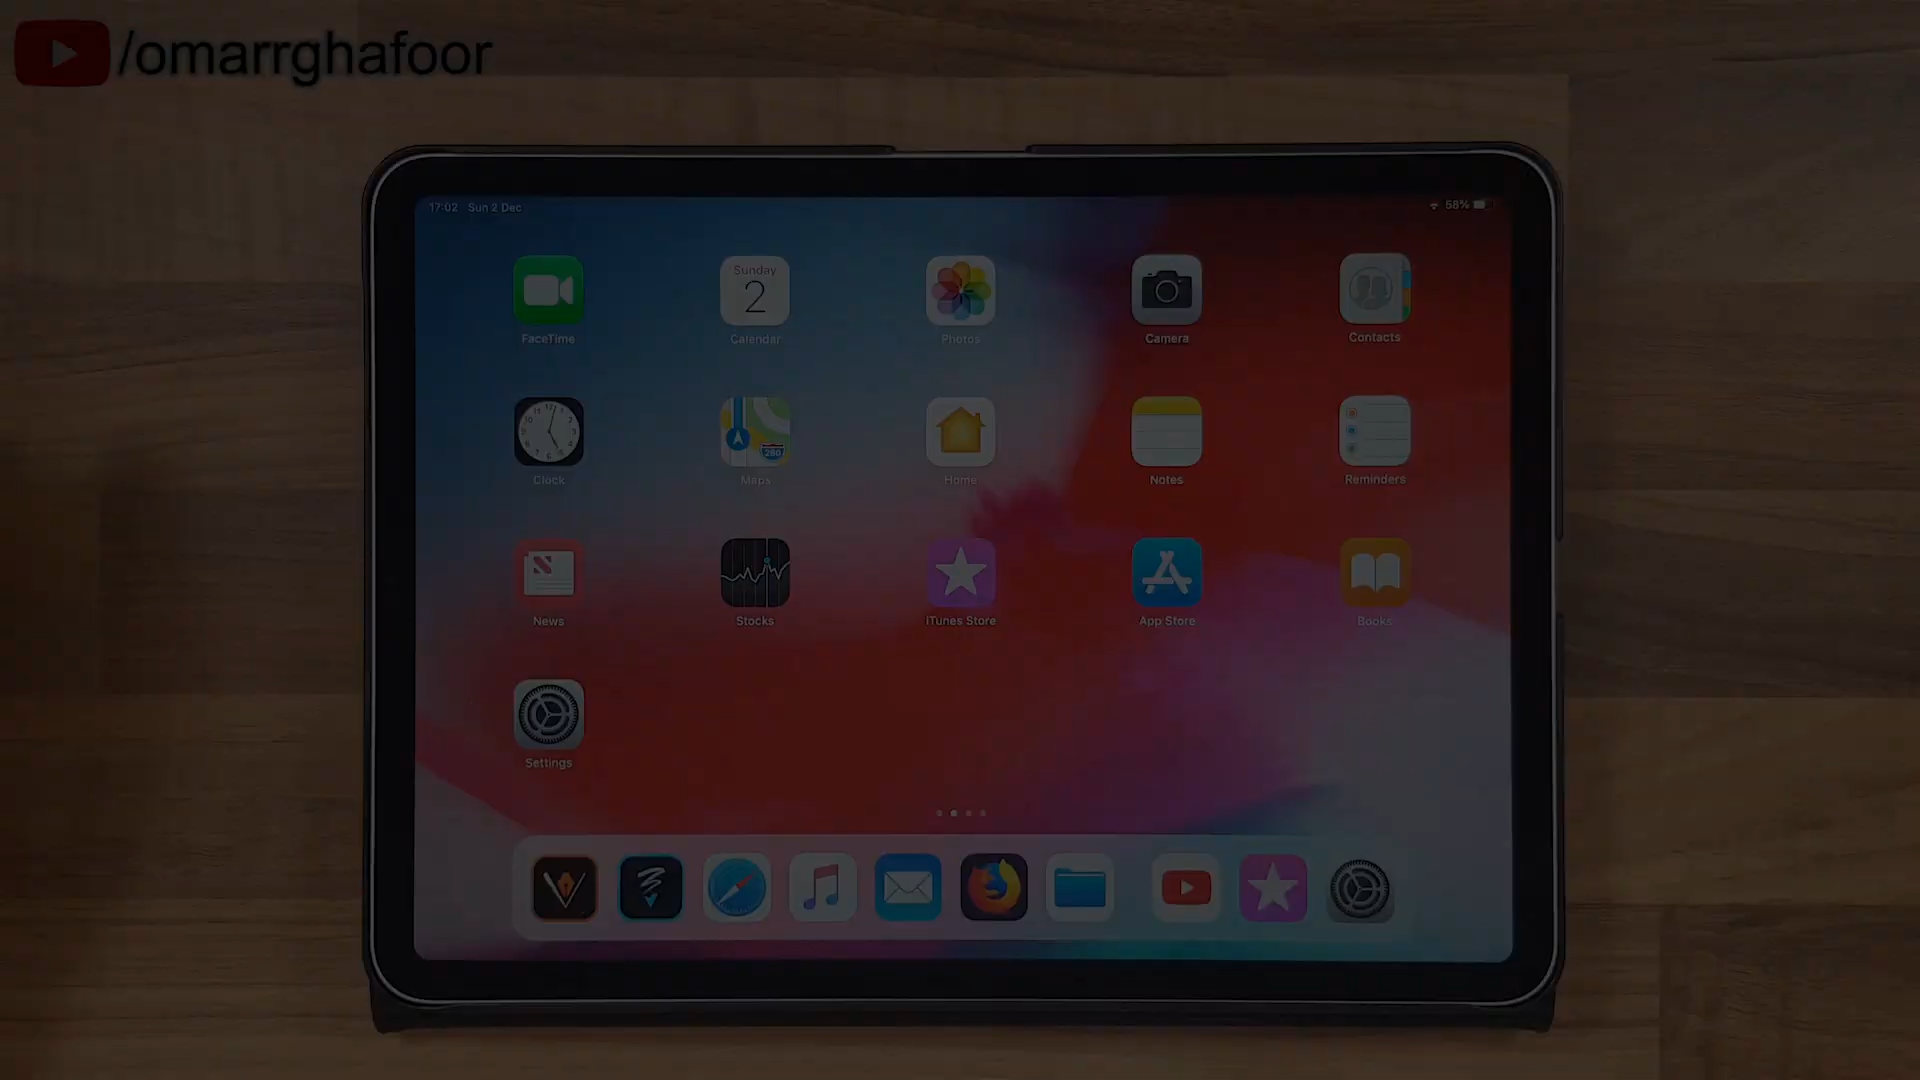 /omarrghafoor
17:02 Sun 2 Dec
58%
Sunday
2
FaceTime
Calendar
Photos
Camera
Contacts
280
Clock
Maps
Home
Notes
Reminders
News
Stocks
iTunes Store
App Store
Books
Settings